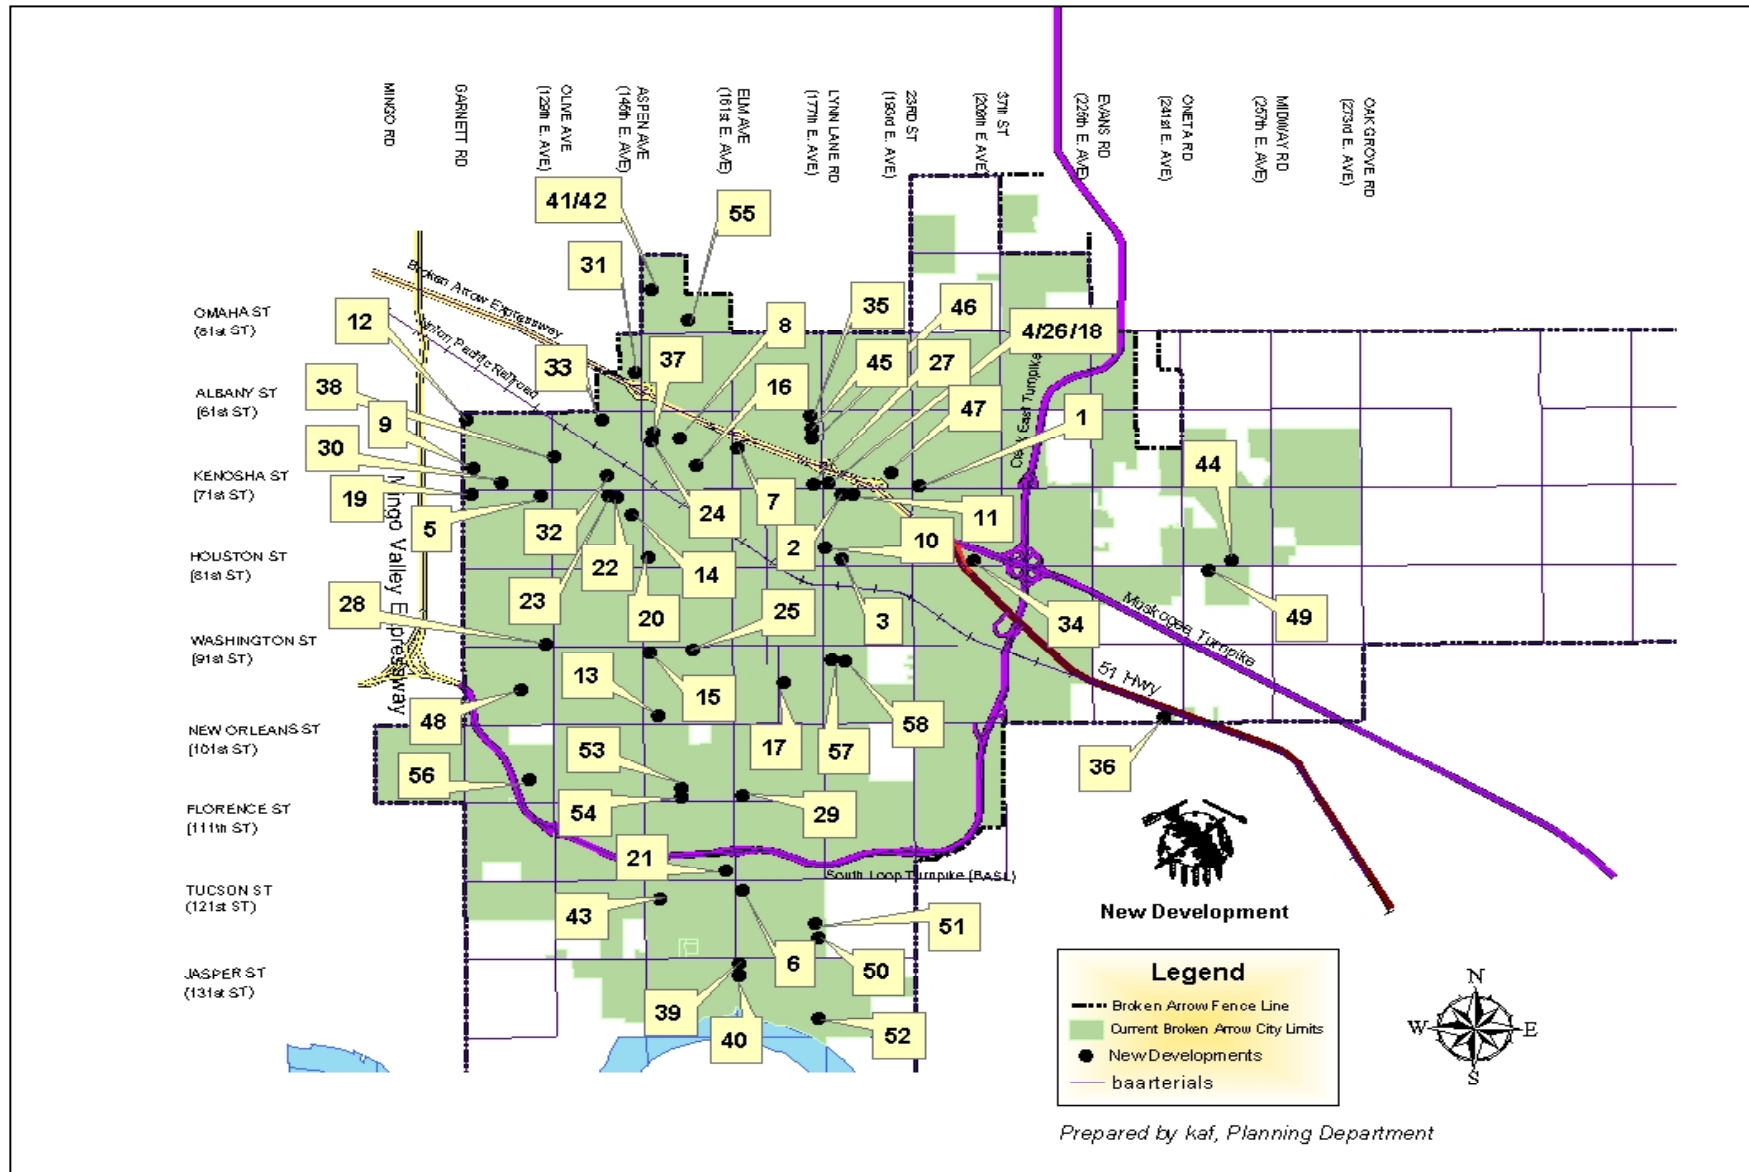 MINGO RD
GARNETT RD
OLIVE AVE
(129th E. AVE)
ASPEN AVE
(145th E. AVE)
ELM AVE
(161st E. AVE)
LYNN LANE RD
(177th E. AVE)
23RD ST
(193rd E. AVE)
37th ST
(209th E. AVE)
EVANS RD
(225th E. AVE)
ONETA RD
(241st E. AVE)
MIDWAY RD
(257th E. AVE)
OAK GROVE RD
(273rd E. AVE)
41/42
55
31
Broken Arrow Expressway
OMAHA ST
(51st ST)
12
Union Pacific Railroad
33
37
8
35
46
4/26/18
45
27
16
47
1
Creek East Turnpike
ALBANY ST
(61st ST)
38
9
30
KENOSHA ST
(71st ST)
19
5
32
22
24
7
2
10
11
44
Mingo Valley Expressway
HOUSTON ST
(81st ST)
23
14
20
25
3
34
49
28
Muskogee Turnpike
WASHINGTON ST
(91st ST)
13
15
51 Hwy
48
17
57
58
36
NEW ORLEANS ST
(101st ST)
53
56
54
29
FLORENCE ST
(111th ST)
21
South Loop Turnpike (BASL)
TUCSON ST
(121st ST)
43
51
6
50
JASPER ST
(131st ST)
39
40
52
New Development
Legend
Broken Arrow Fence Line
Current Broken Arrow City Limits
New Developments
baarterials
N
W
E
S
Prepared by kaf, Planning Department